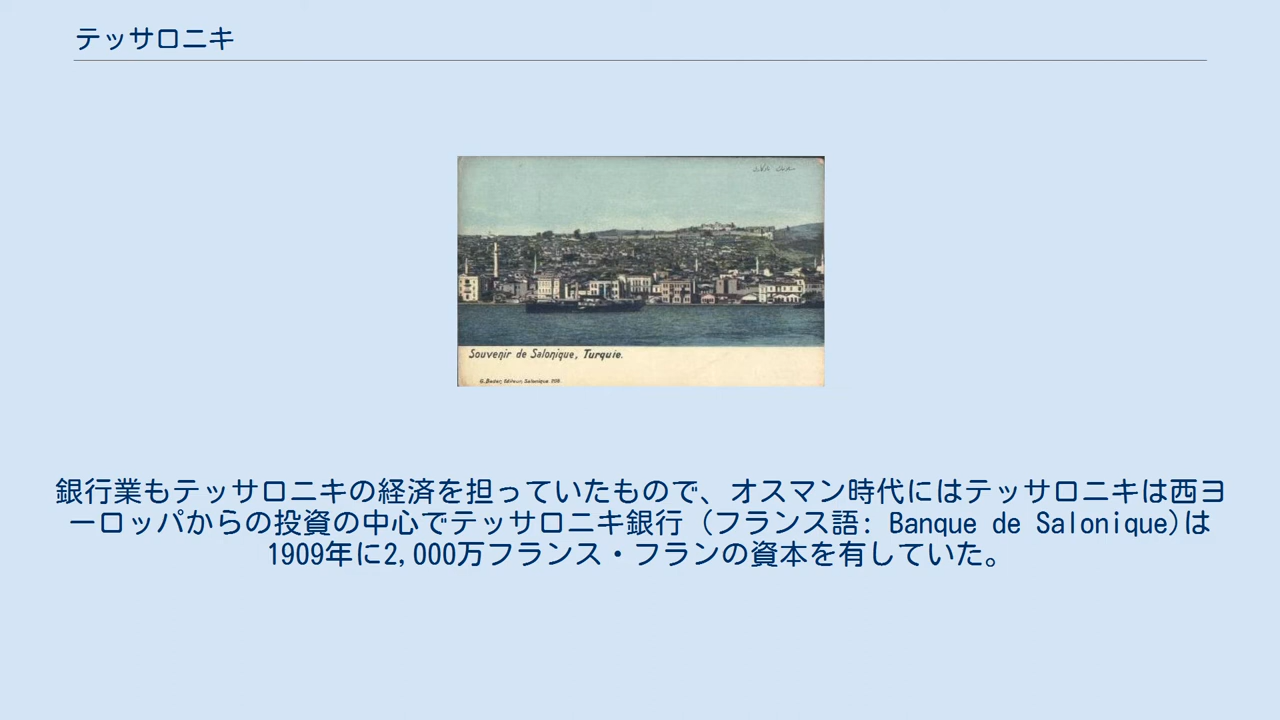 テッサロニキ
Souvenir de Salonique, Turquie.
銀行業もテッサロニキの経済を担っていたもので、オスマン時代にはテッサロニキは西ヨ
ーロッパからの投資の中心でテッサロニキ銀行 (フランス語: Banque de Salonique)は
1909年に2,000万フランス・フランの資本を有していた。